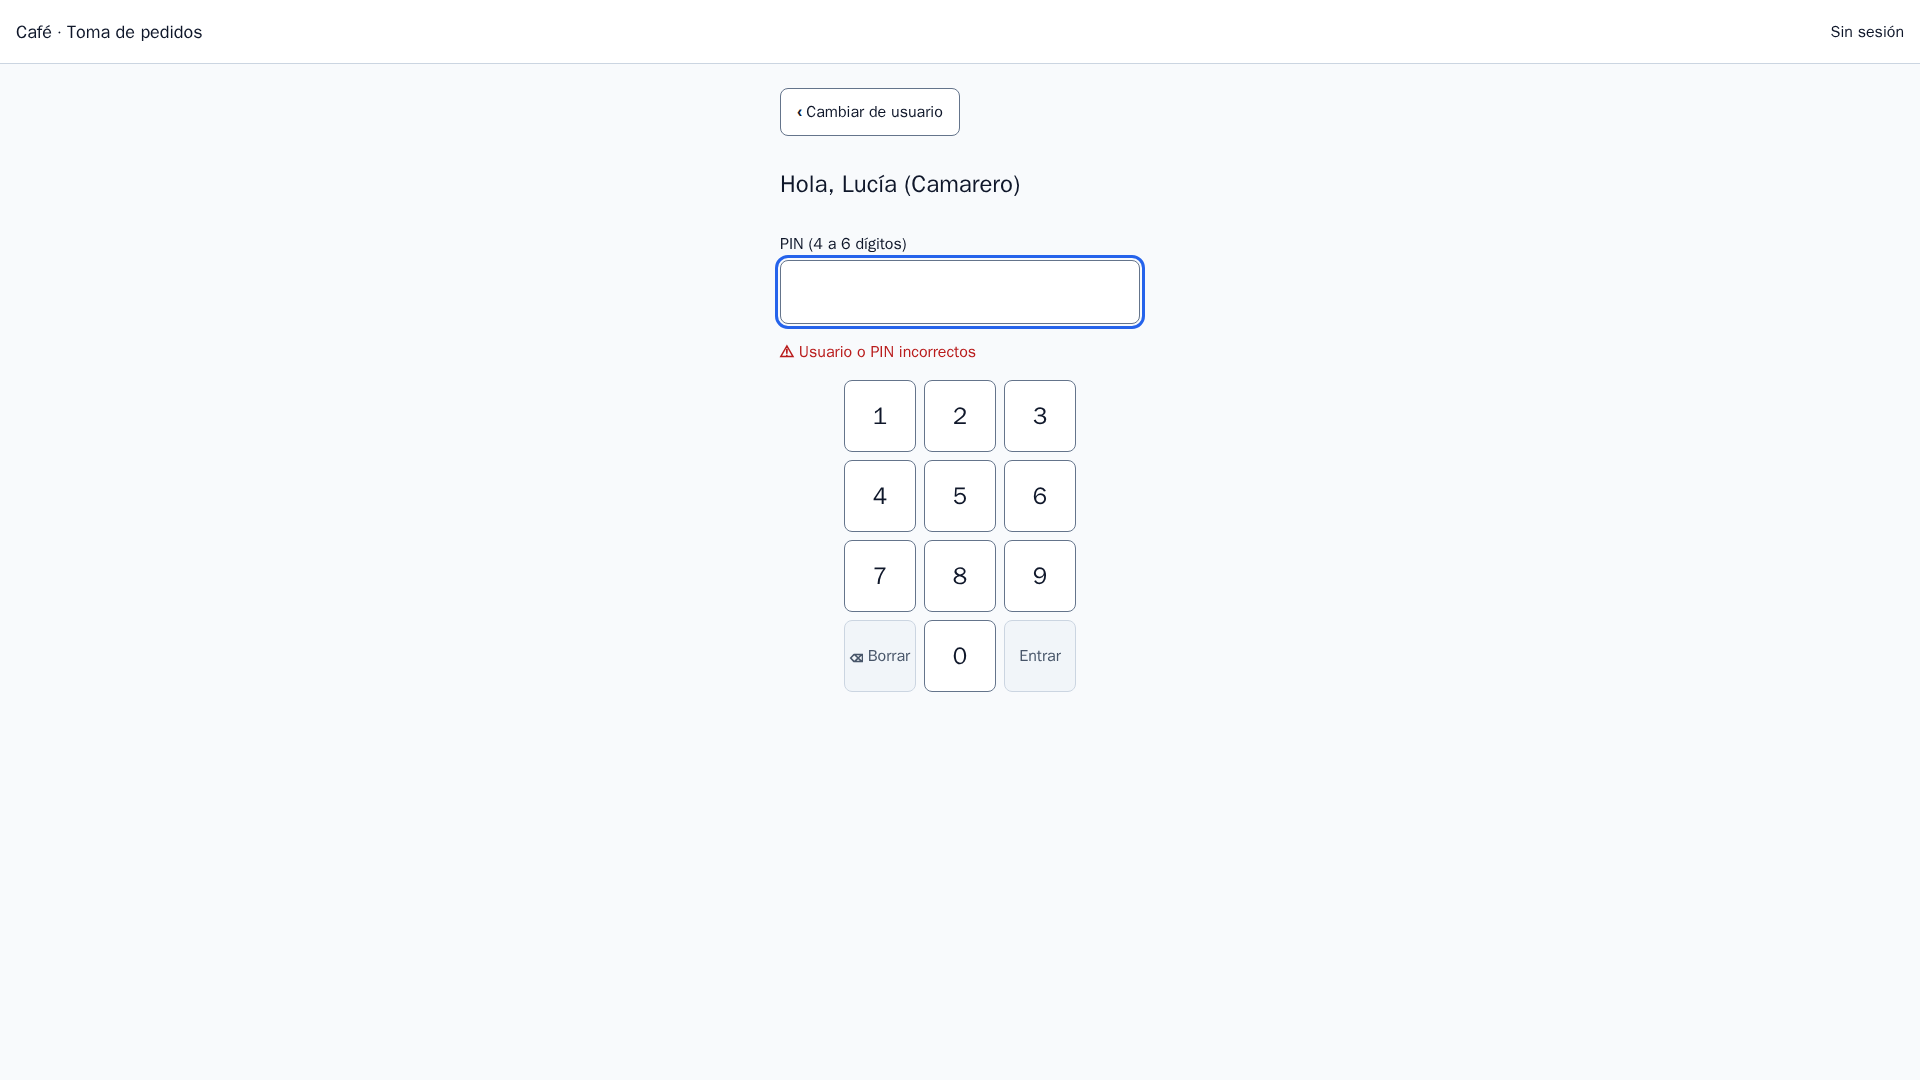 Café · Toma de pedidos
Sin sesión
‹ Cambiar de usuario
Hola, Lucía (Camarero)
PIN (4 a 6 dígitos)
⚠ Usuario o PIN incorrectos
1 2 3
4 5 6
7 8 9
⌫ Borrar 0 Entrar